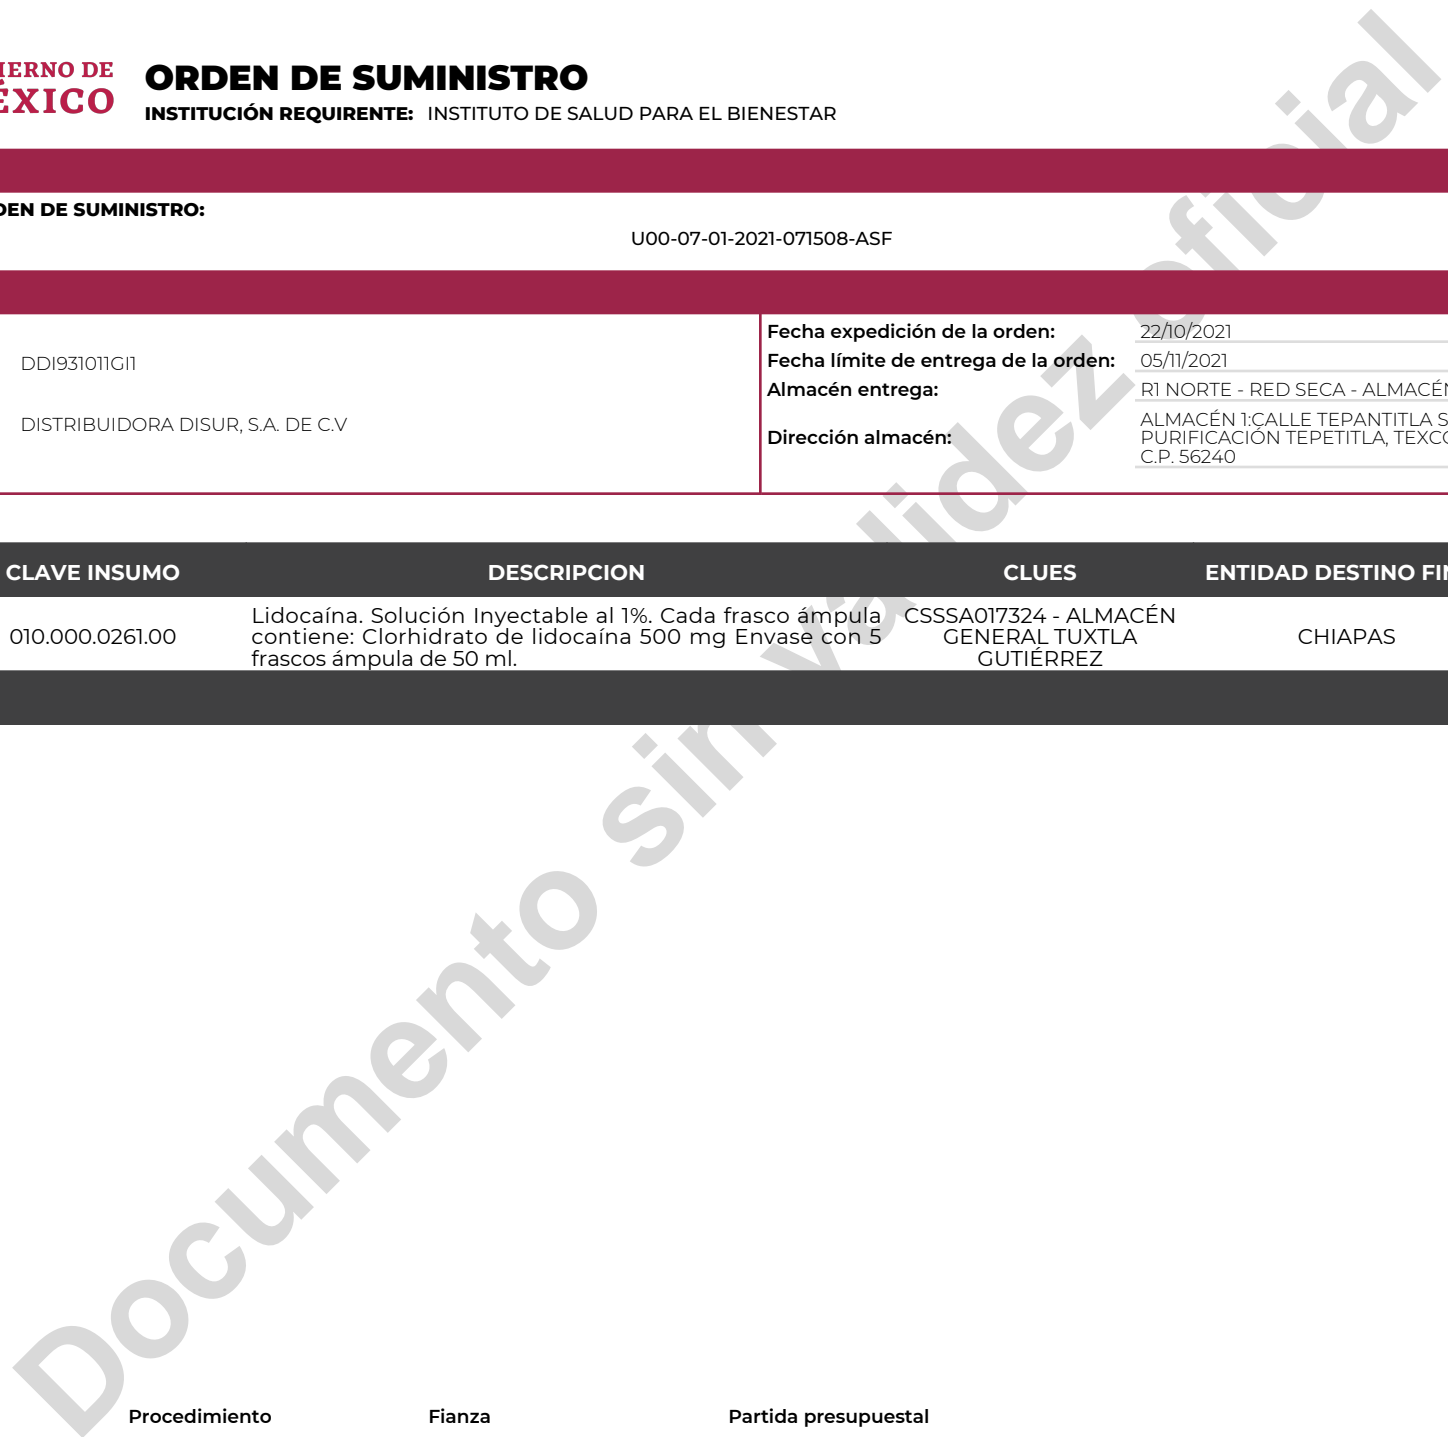 IERNO DE
ÉXICO
ORDEN DE SUMINISTRO
INSTITUCIÓN REQUIRENTE: INSTITUTO DE SALUD PARA EL BIENESTAR
DEN DE SUMINISTRO:
U00-07-01-2021-071508-ASF
DDI931011GI1
DISTRIBUIDORA DISUR, S.A. DE C.V
Fecha expedición de la orden: 22/10/2021
Fecha límite de entrega de la orden: 05/11/2021
Almacén entrega: R1 NORTE - RED SECA - ALMACÉN
Dirección almacén:
ALMACÉN 1:CALLE TEPANTITLA S
PURIFICACIÓN TEPETITLA, TEXCO
C.P. 56240
CLAVE INSUMO DESCRIPCION CLUES ENTIDAD DESTINO FIN
010.000.0261.00
Lidocaína. Solución Inyectable al 1%. Cada frasco ámpula
contiene: Clorhidrato de lidocaína 500 mg Envase con 5
frascos ámpula de 50 ml.
CSSSA017324 - ALMACÉN
GENERAL TUXTLA
GUTIÉRREZ
CHIAPAS
Documento sin validez oficial
Procedimiento Fianza Partida presupuestal